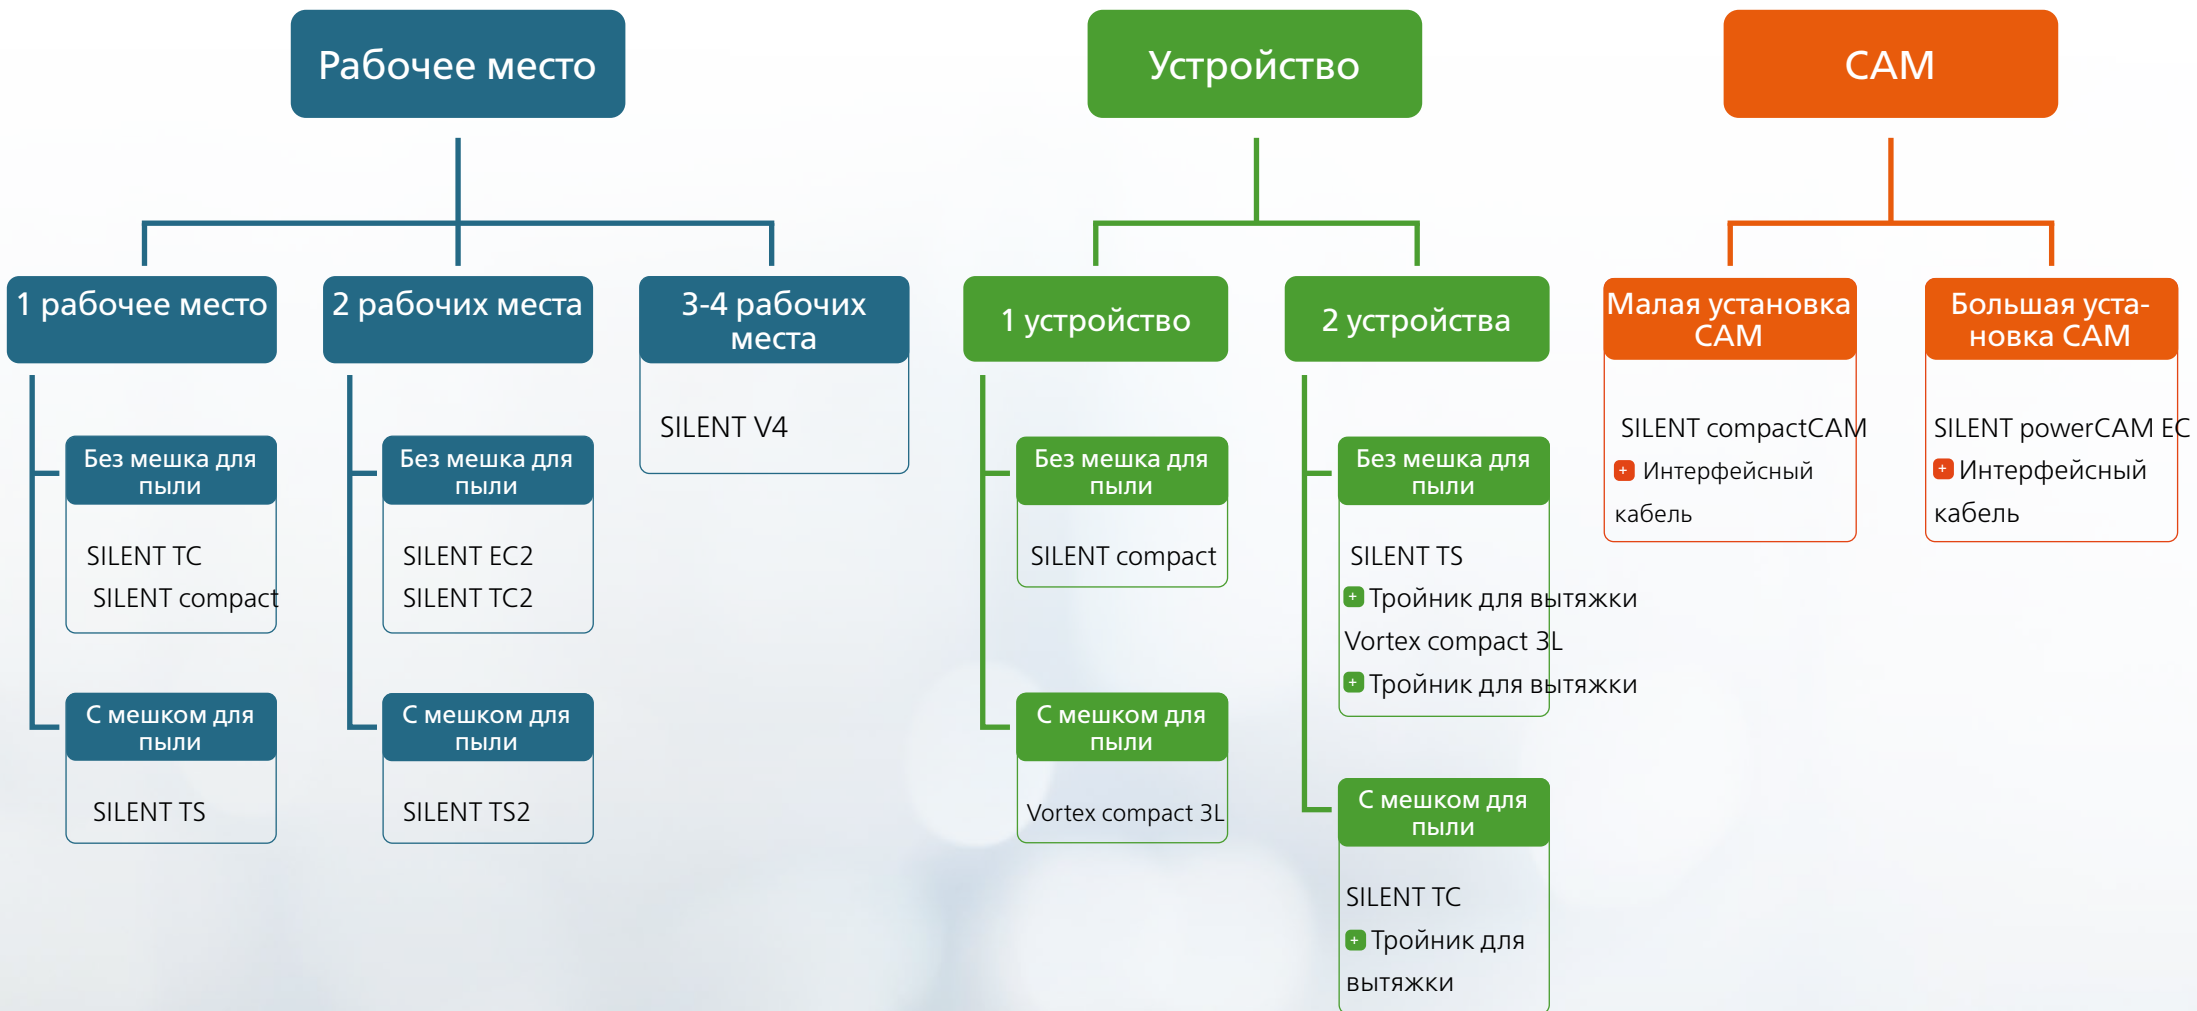 Рабочее место
1 рабочее место
Без мешка для
пыли
SILENT TC
SILENT compact
С мешком для
пыли
SILENT TS
2 рабочих места
Без мешка для
пыли
SILENT EC2
SILENT TC2
С мешком для
пыли
SILENT TS2
3-4 рабочих
места
SILENT V4
Устройство
1 устройство
Без мешка для
пыли
SILENT compact
С мешком для
пыли
Vortex compact 3L
2 устройства
Без мешка для
пыли
SILENT TS
+ Тройник для вытяжки
Vortex compact 3L
+ Тройник для вытяжки
С мешком для
пыли
SILENT TC
+ Тройник для
вытяжки
CAM
Малая установка
CAM
SILENT compactCAM
+ Интерфейсный
кабель
Большая уста-
новка CAM
SILENT powerCAM EC
+ Интерфейсный
кабель